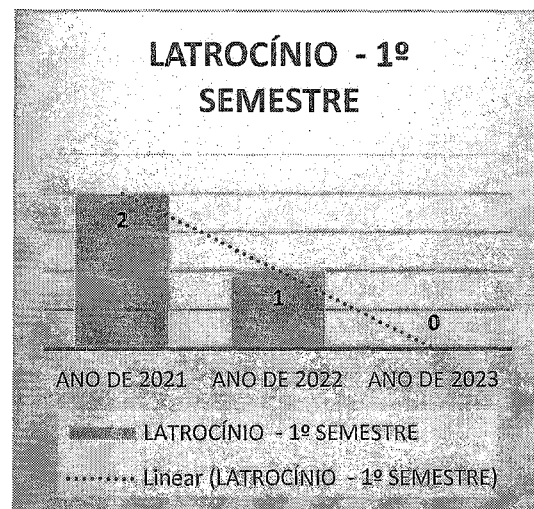 LATROCÍNIO - 1º
SEMESTRE
2
1
0
ANO DE 2021 ANO DE 2022 ANO DE 2023
LATROCÍNIO - 1º SEMESTRE
Linear (LATROCÍNIO - 1º SEMESTRE)